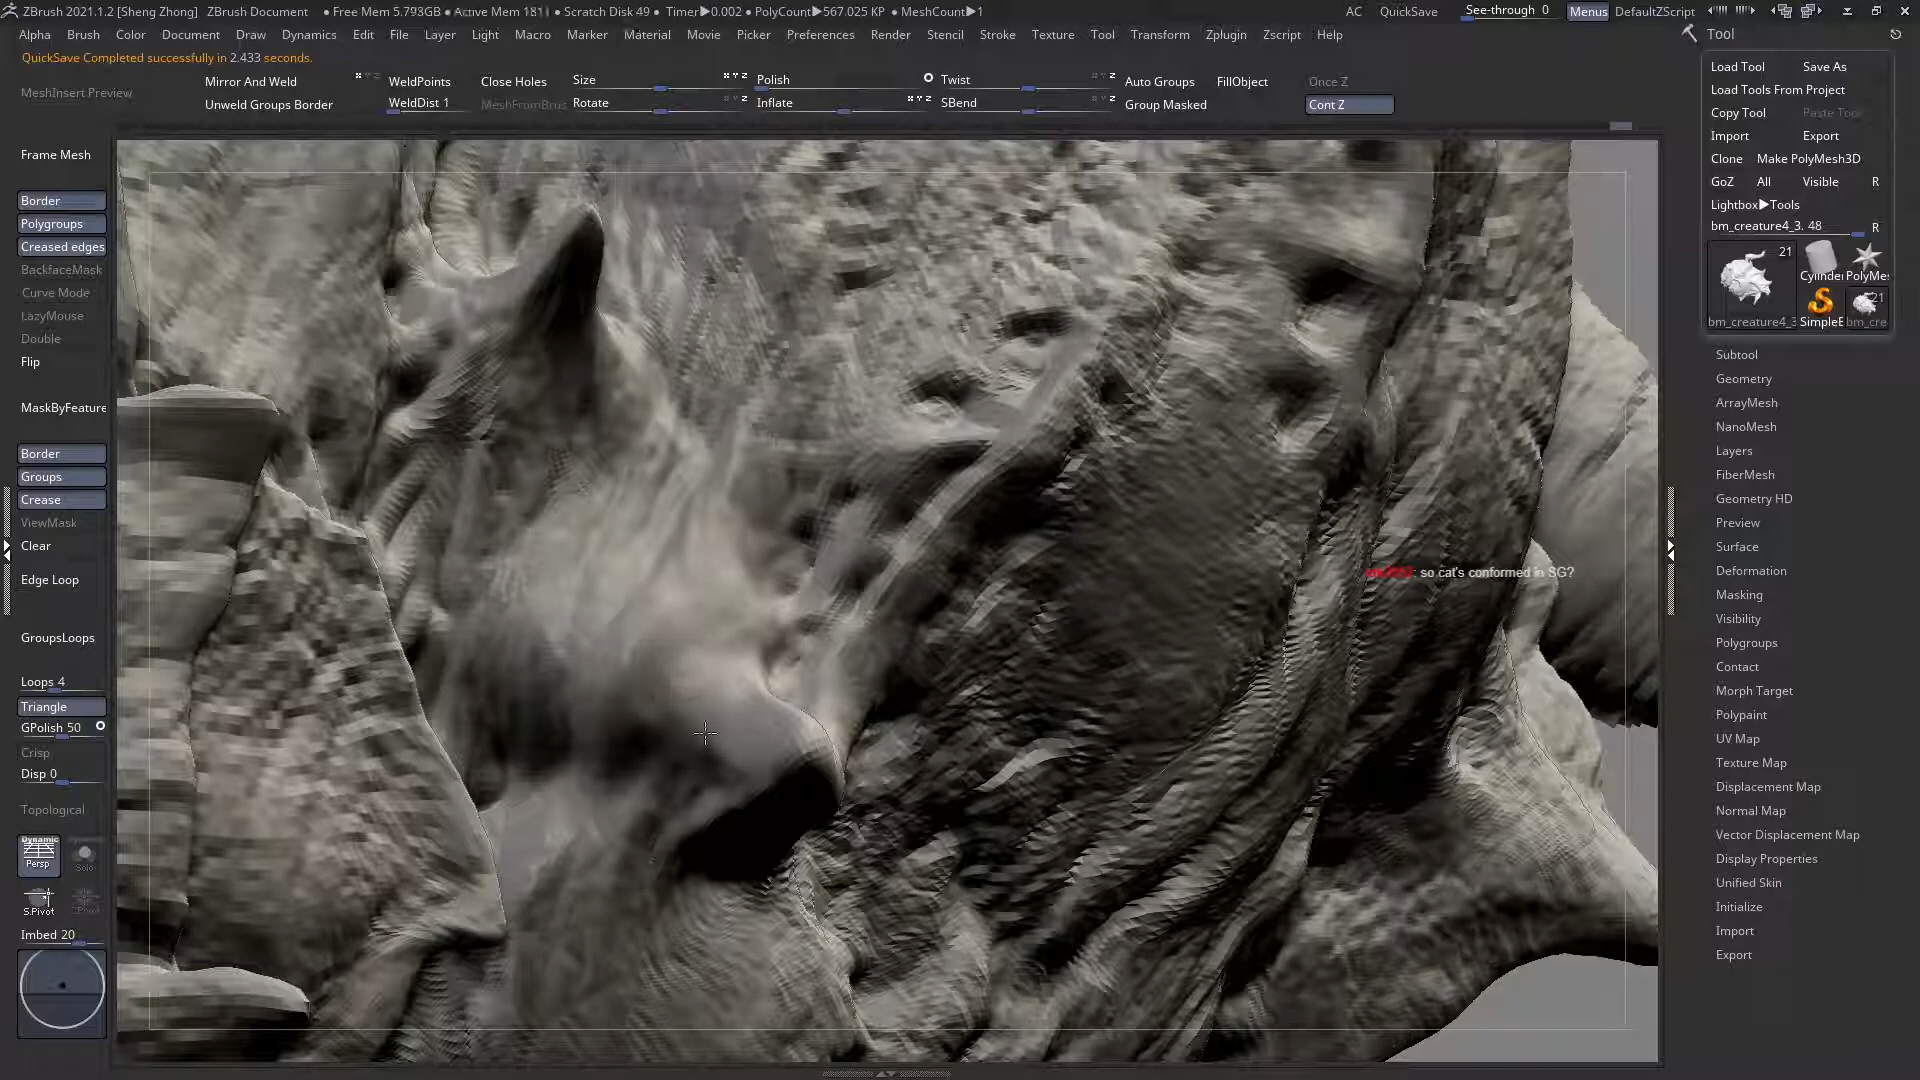 ZBrush 2021.1.2 [Sheng Zhong] ZBrush Document • Free Mem 5.793GB • Active Mem 1811 • Scratch Disk 49 • Timer▶0.002 • PolyCount▶567.025 KP • MeshCount▶1 AC QuickSave See-through 0 Menus DefaultZScript
Alpha Brush Color Document Draw Dynamics Edit File Layer Light Macro Marker Material Movie Picker Preferences Render Stencil Stroke Texture Tool Transform Zplugin Zscript Help
QuickSave Completed successfully in 2.433 seconds.
MeshInsert Preview
Mirror And Weld WeldPoints Close Holes Size Polish Twist Auto Groups FillObject Once Z
Unweld Groups Border WeldDist 1 MeshFromBrus Rotate Inflate SBend Group Masked Cont Z
Frame Mesh
Border
Polygroups
Creased edges
BackfaceMask
Curve Mode
LazyMouse
Double
Flip
MaskByFeature
Border
Groups
Crease
ViewMask
Clear
Edge Loop
GroupsLoops
Loops 4
Triangle
GPolish 50
Crisp
Disp 0
Topological
Dynamic
Persp Solo
S.Pivot
Imbed 20
: so cat's conformed in SG?
Tool
Load Tool Save As
Load Tools From Project
Copy Tool Paste Too
Import Export
Clone Make PolyMesh3D
GoZ All Visible R
Lightbox▶Tools
bm_creature4_3. 48 R
21
Cylinder PolyMes
21
bm_creature4_3 SimpleE bm_cre
Subtool
Geometry
ArrayMesh
NanoMesh
Layers
FiberMesh
Geometry HD
Preview
Surface
Deformation
Masking
Visibility
Polygroups
Contact
Morph Target
Polypaint
UV Map
Texture Map
Displacement Map
Normal Map
Vector Displacement Map
Display Properties
Unified Skin
Initialize
Import
Export